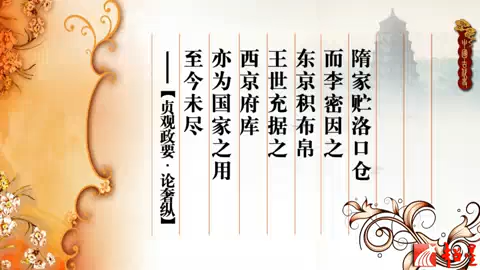 隋家贮洛口仓
而李密因之
东京积布帛
王世充据之
西京府库
亦为国家之用
至今未尽
——【贞观政要·论奢纵】